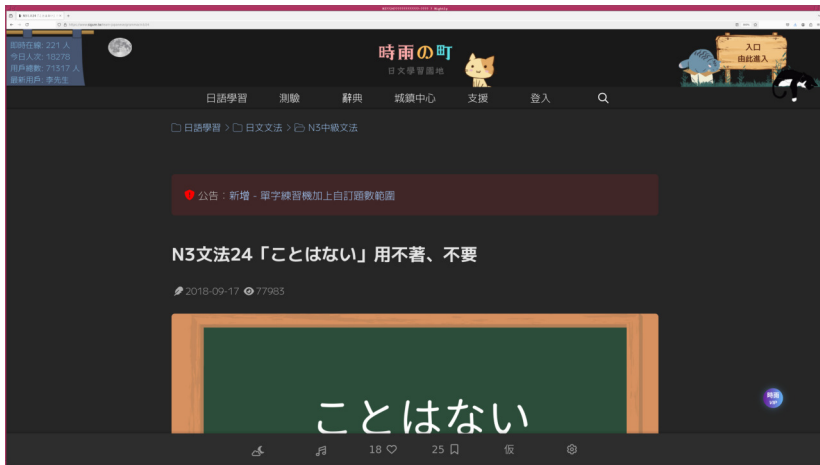 即時在線: 221 人
今日人次: 18278
用戶總數: 71317 人
最新用戶: 李先生
時雨の町
日文學習園地
入口
由此進入
日語學習 測驗 辭典 城鎮中心 支援 登入
日語學習 > 日文文法 > N3中級文法
公告：新增 - 單字練習機加上自訂題數範圍
N3文法24「ことはない」用不著、不要
2018-09-17 77983
ことはない
時雨
VIP
18 25 仮